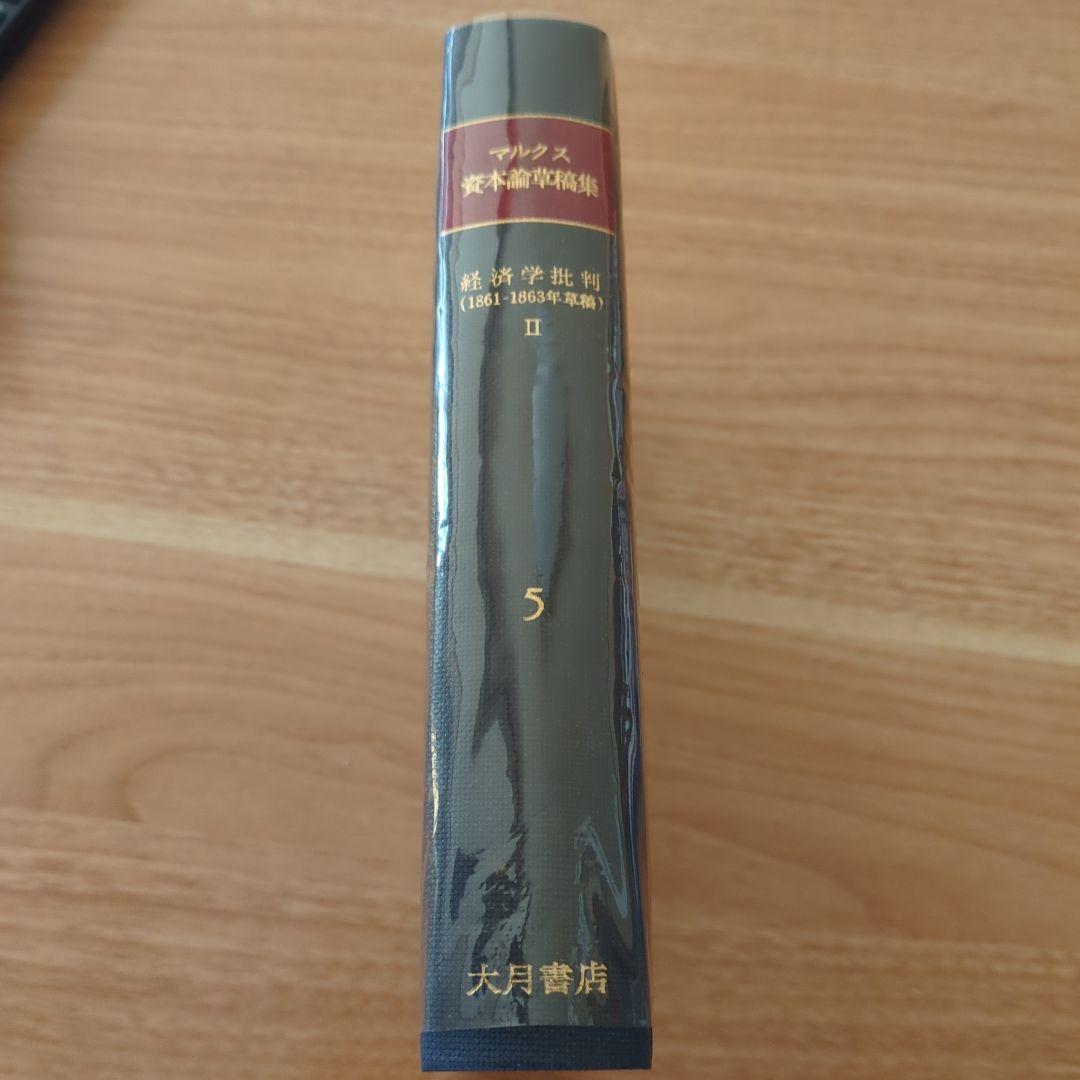 マルクス
資本論草稿集
経済学批判
(1861-1863年草稿)
II
5
大月書店